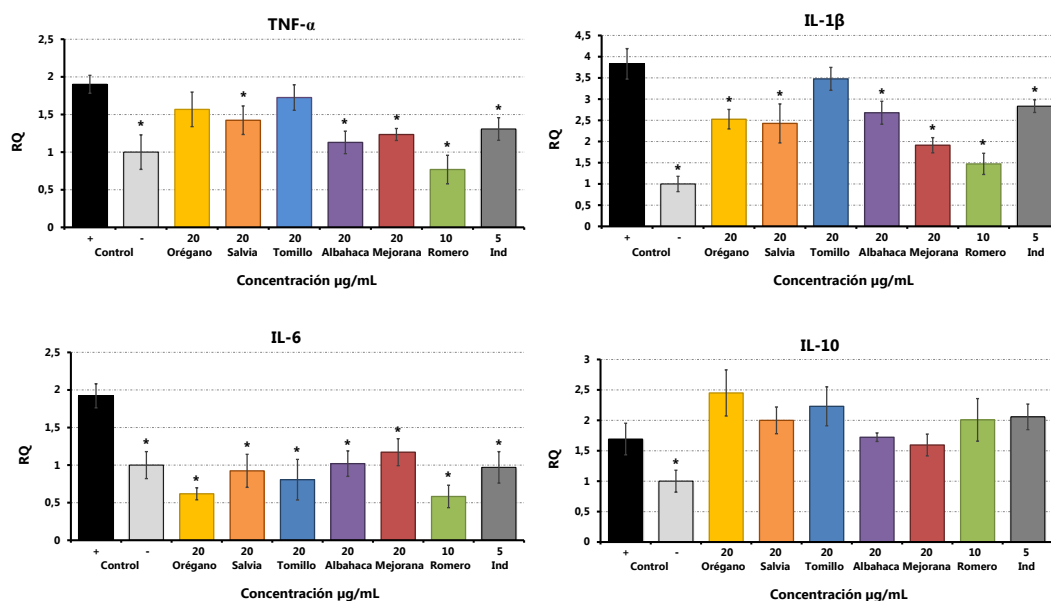 TNF-α
2,5
2
1,5
1
0,5
0
RQ
*
*
*
*
*
*
+ - 20 20 20 20 20 10 5
Control Orégano Salvia Tomillo Albahaca Mejorana Romero Ind
Concentración µg/mL
IL-1β
4,5
4
3,5
3
2,5
2
1,5
1
0,5
0
RQ
*
*
*
*
*
*
*
+ - 20 20 20 20 20 10 5
Control Orégano Salvia Tomillo Albahaca Mejorana Romero Ind
Concentración µg/mL
IL-6
2,5
2
1,5
1
0,5
0
RQ
*
*
*
*
*
*
*
*
+ - 20 20 20 20 20 10 5
Control Orégano Salvia Tomillo Albahaca Mejorana Romero Ind
Concentración µg/mL
IL-10
3
2,5
2
1,5
1
0,5
0
RQ
*
+ - 20 20 20 20 20 10 5
Control Orégano Salvia Tomillo Albahaca Mejorana Romero Ind
Concentración µg/mL